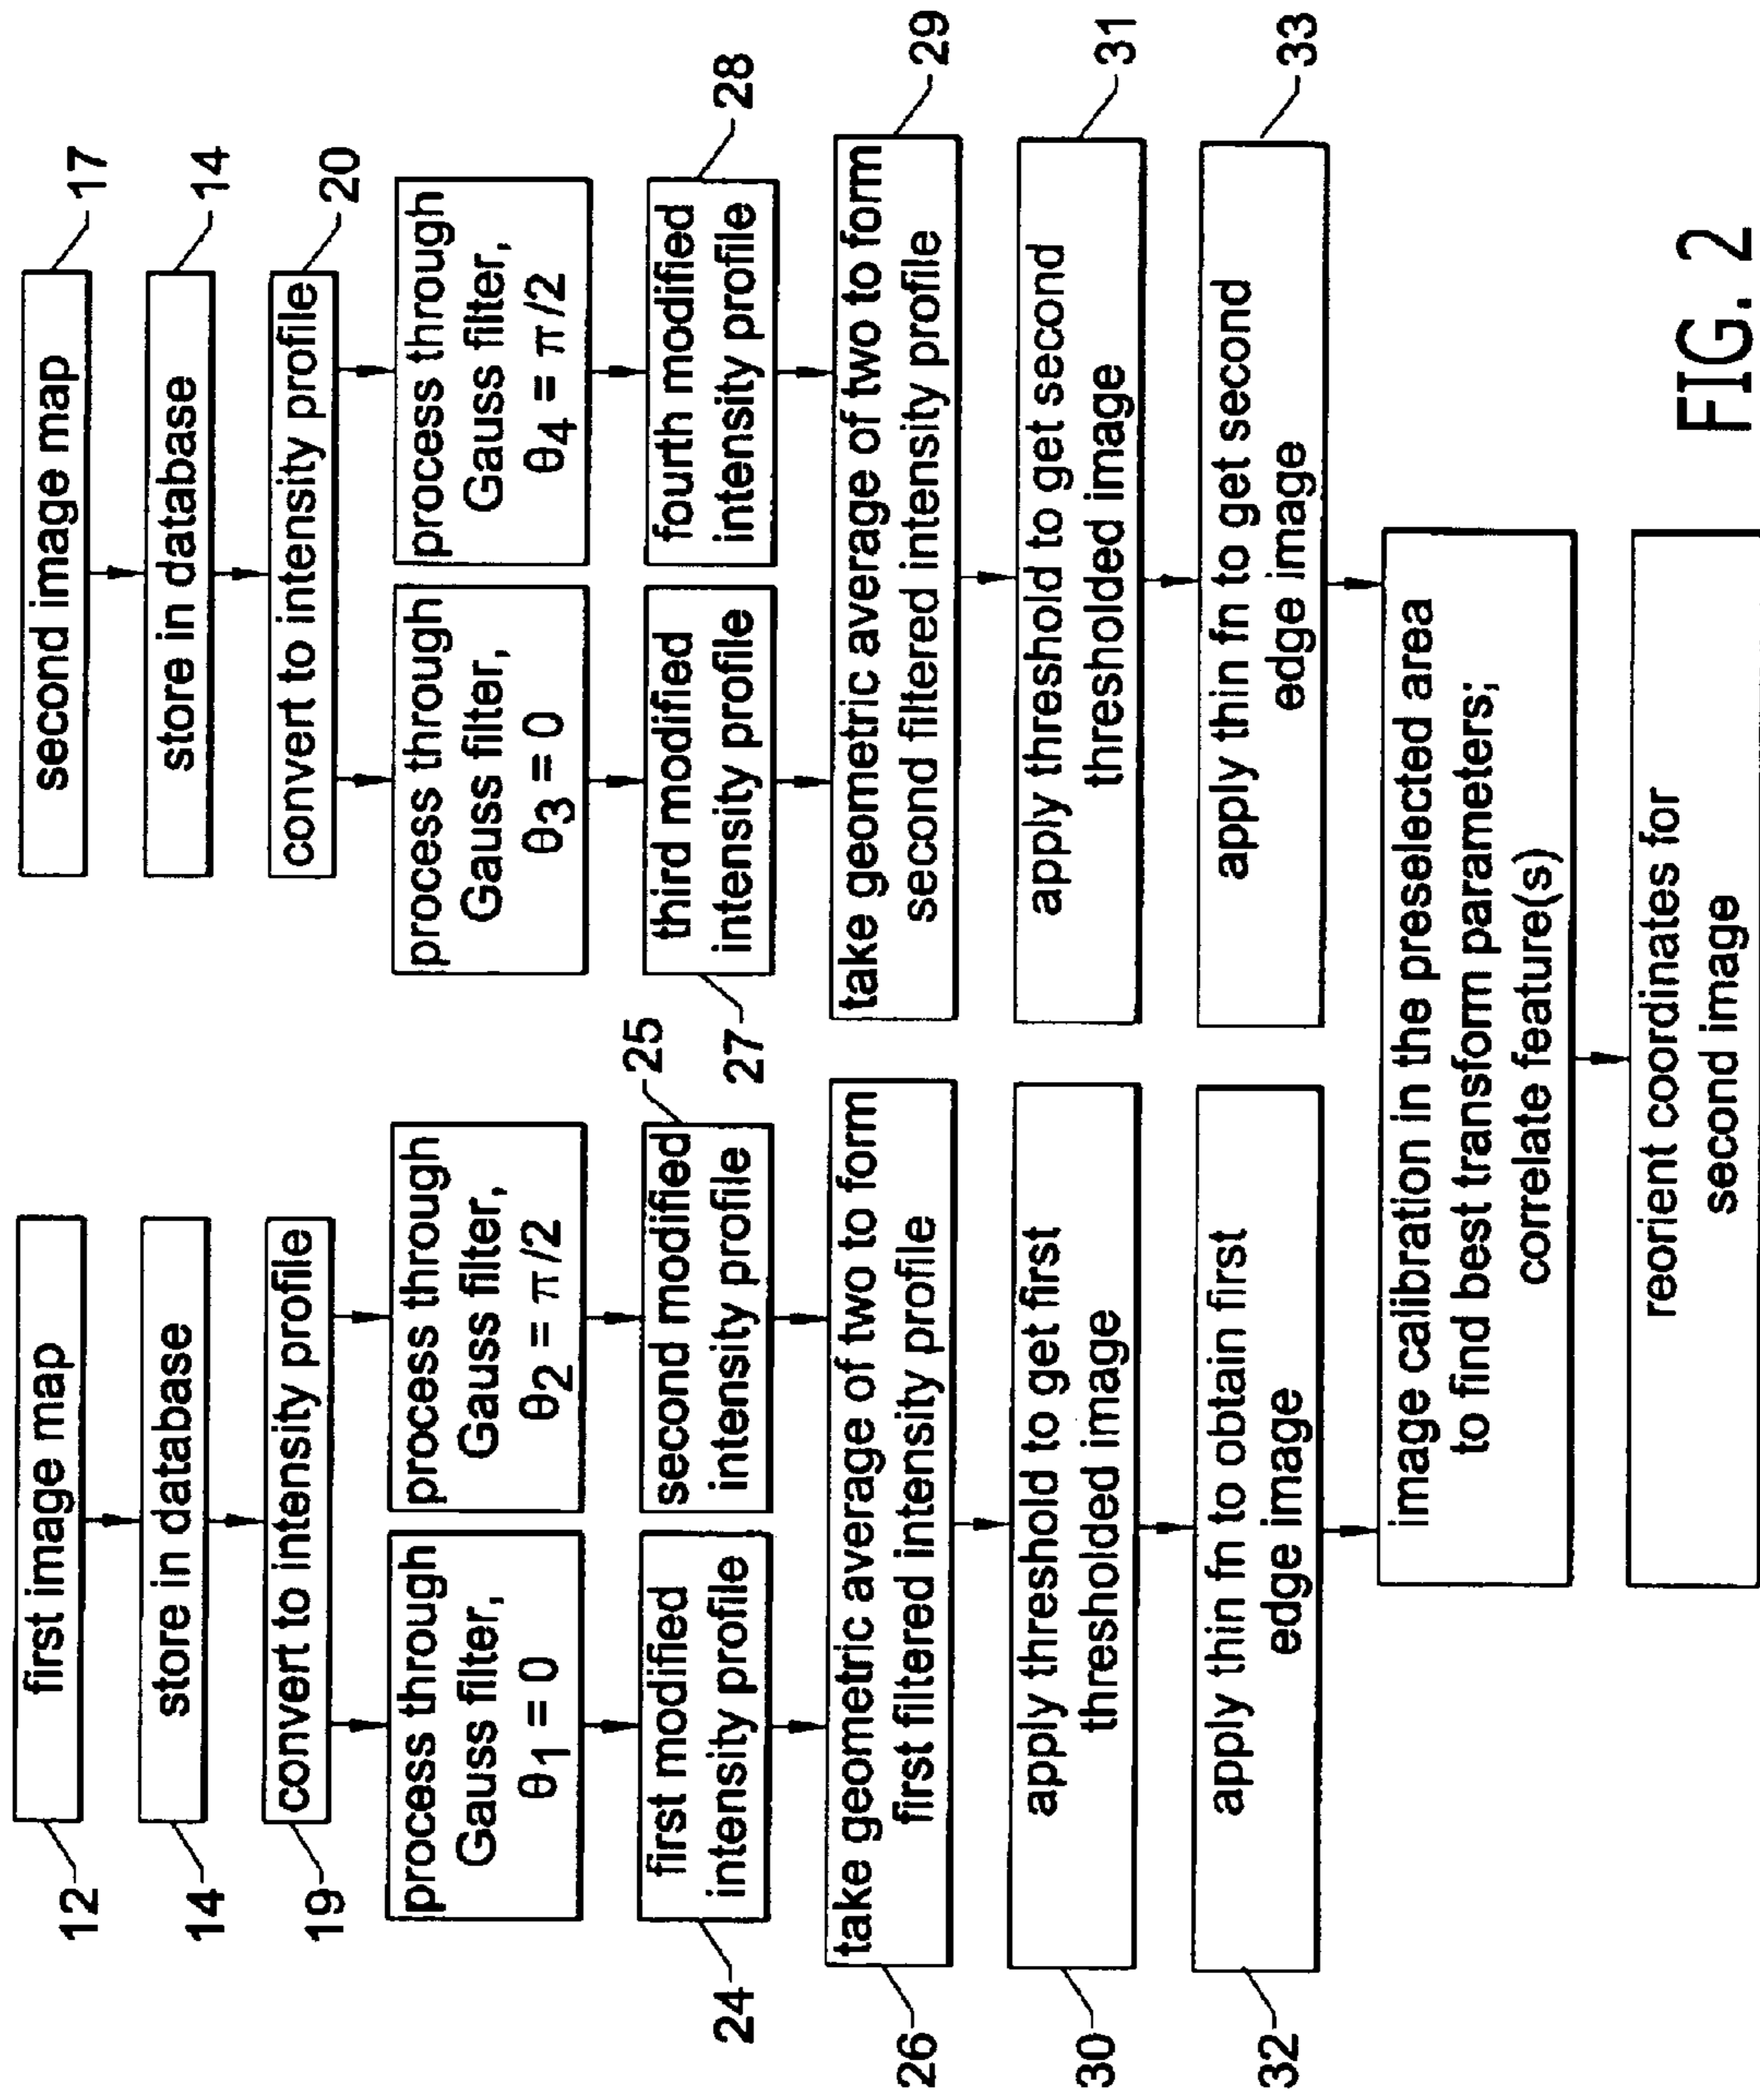 12
first image map
14
store in database
19
convert to intensity profile
process through
Gauss filter,
θ1 = 0
process through
Gauss filter,
θ2 = π/2
24
first modified
intensity profile
25
second modified
intensity profile
26
take geometric average of two to form
first filtered intensity profile
30
apply threshold to get first
thresholded image
32
apply thin fn to obtain first
edge image
second image map
17
store in database
14
convert to intensity profile
20
process through
Gauss filter,
θ3 = 0
process through
Gauss filter,
θ4 = π/2
27
third modified
intensity profile
28
fourth modified
intensity profile
take geometric average of two to form
second filtered intensity profile
29
apply threshold to get second
thresholded image
31
apply thin fn to get second
edge image
33
image calibration in the preselected area
to find best transform parameters;
correlate feature(s)
reorient coordinates for
second image
FIG. 2